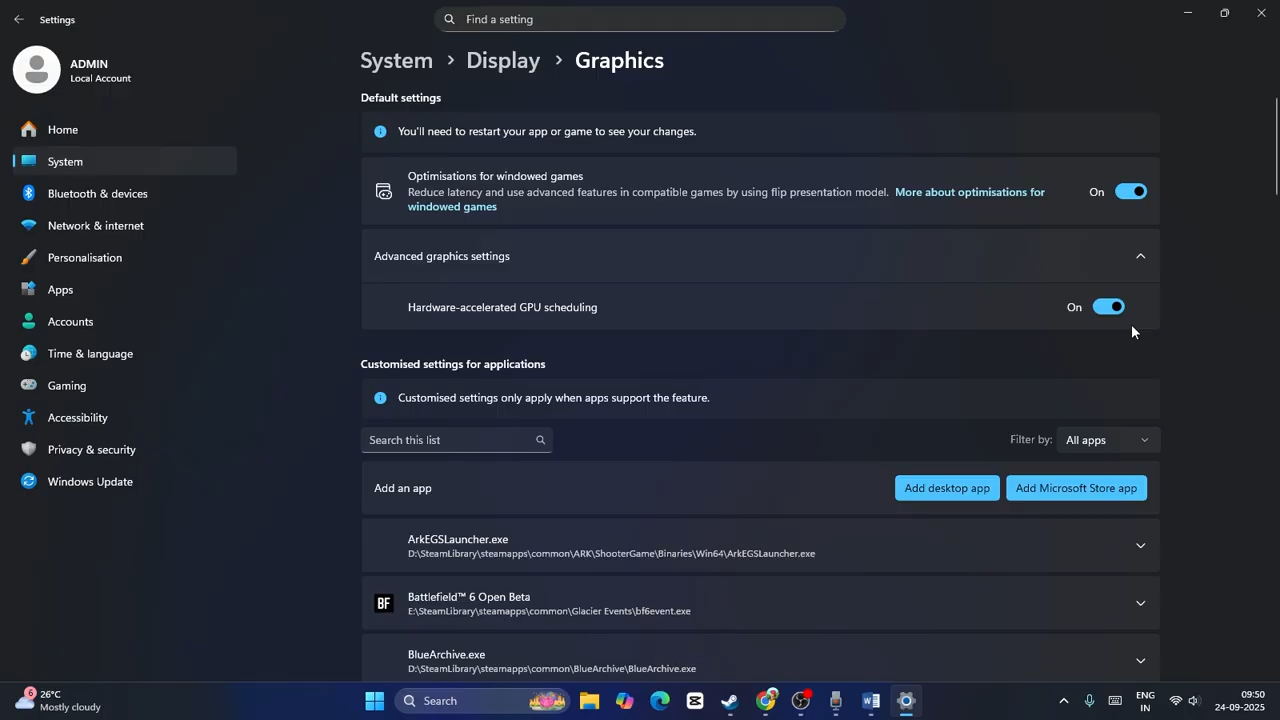 Settings
Find a setting
ADMIN
Local Account
Home
System
Bluetooth & devices
Network & internet
Personalisation
Apps
Accounts
Time & language
Gaming
Accessibility
Privacy & security
Windows Update
System > Display > Graphics
Default settings
You'll need to restart your app or game to see your changes.
Optimisations for windowed games
Reduce latency and use advanced features in compatible games by using flip presentation model. More about optimisations for
windowed games
On
Advanced graphics settings
Hardware-accelerated GPU scheduling
On
Customised settings for applications
Customised settings only apply when apps support the feature.
Search this list
Filter by: All apps
Add an app
Add desktop app
Add Microsoft Store app
ArkEGSLauncher.exe
D:\SteamLibrary\steamapps\common\ARK\ShooterGame\Binaries\Win64\ArkEGSLauncher.exe
BF
Battlefield™ 6 Open Beta
E:\SteamLibrary\steamapps\common\Glacier Events\bf6event.exe
BlueArchive.exe
D:\SteamLibrary\steamapps\common\BlueArchive\BlueArchive.exe
6
26°C
Mostly cloudy
Search
ENG
IN
09:50
24-09-2025